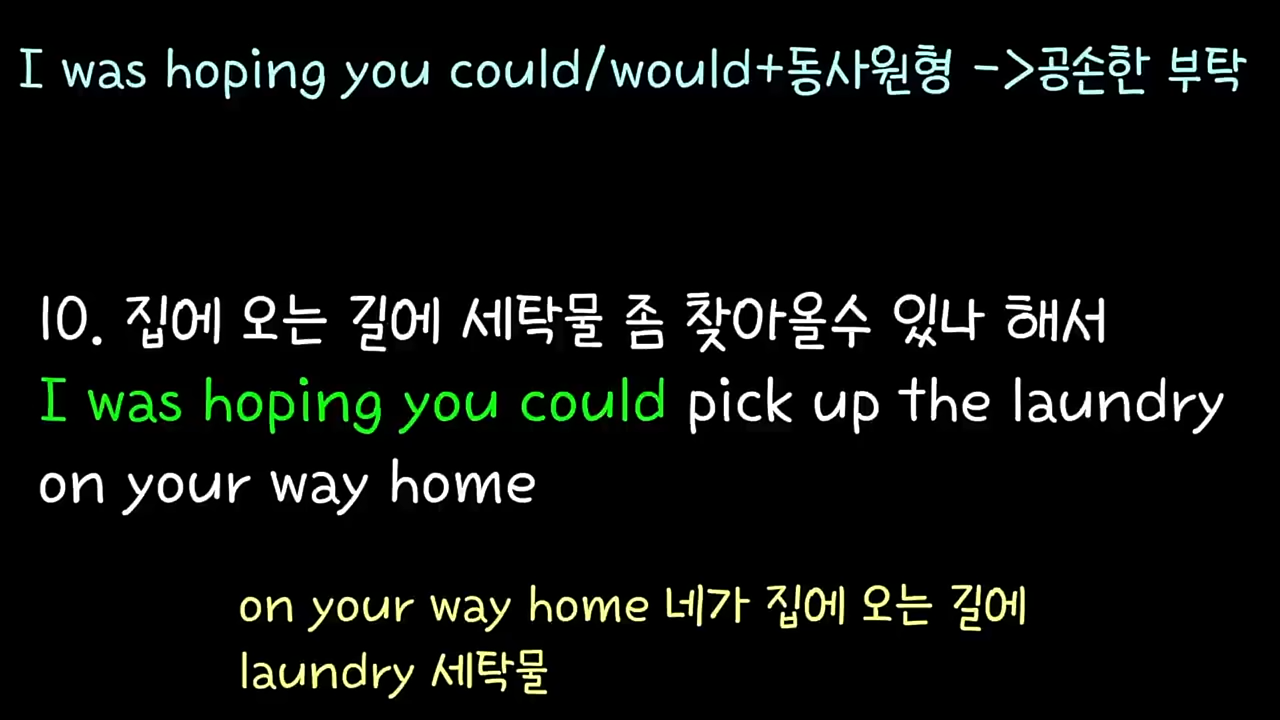 I was hoping you could/would+동사원형 ->공손한 부탁
10. 집에 오는 길에 세탁물 좀 찾아올수 있나 해서
I was hoping you could pick up the laundry
on your way home
on your way home 네가 집에 오는 길에
laundry 세탁물